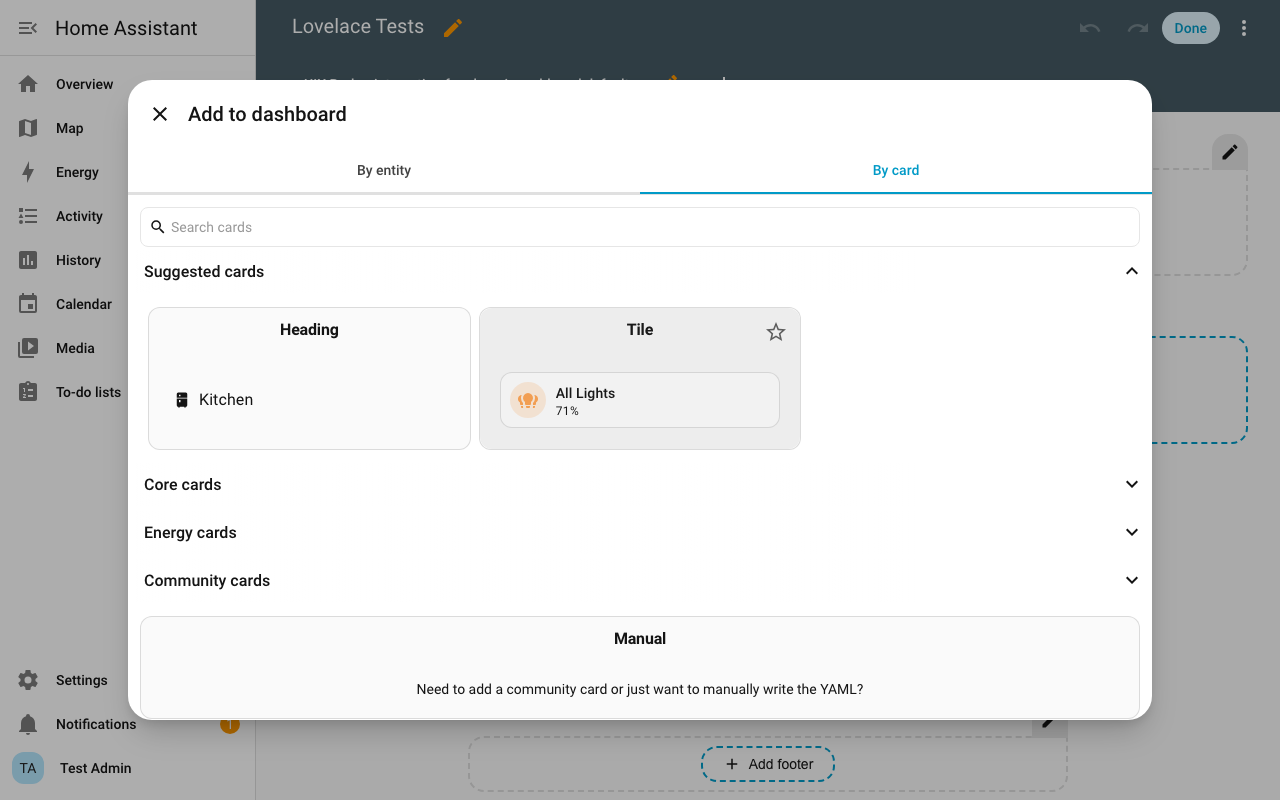 Home Assistant
Lovelace Tests
Done
Overview
Map
Energy
Activity
History
Calendar
Media
To-do lists
Settings
Notifications
1
TA
Test Admin
Add to dashboard
By entity
By card
Search cards
Suggested cards
Heading
Kitchen
Tile
All Lights
71%
Core cards
Energy cards
Community cards
Manual
Need to add a community card or just want to manually write the YAML?
Add footer